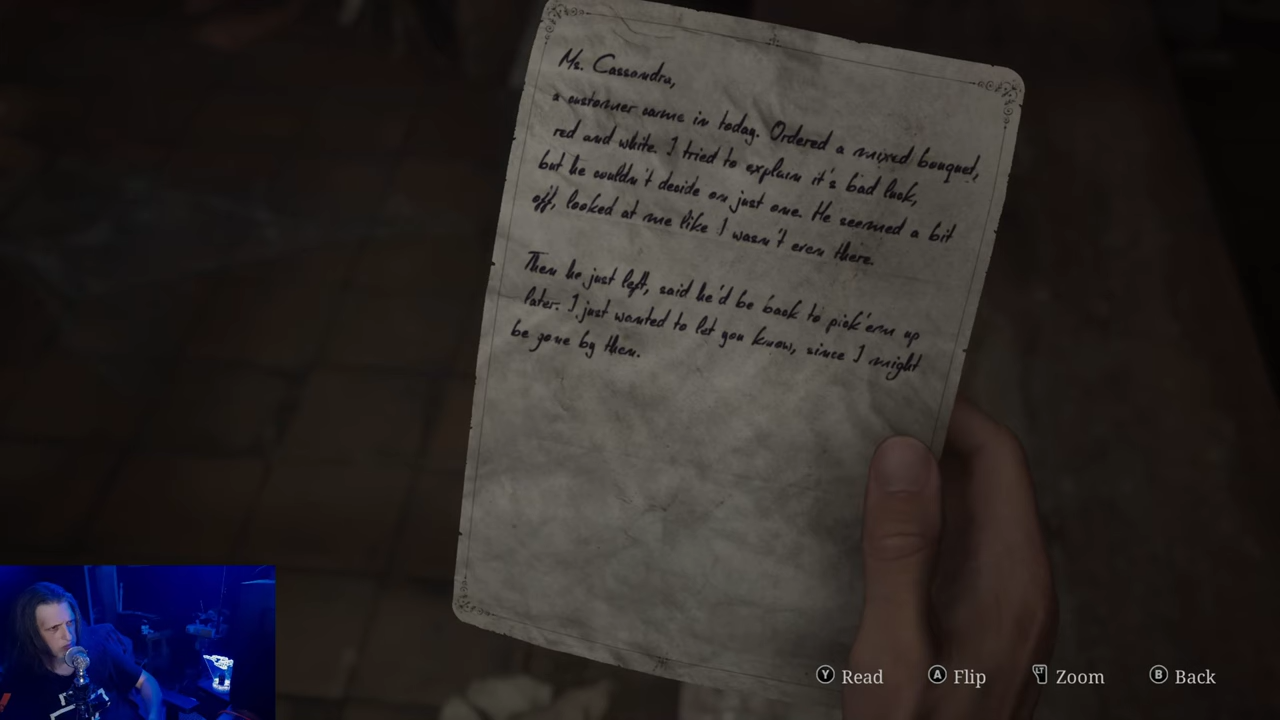 Ms. Cassandra,
a customer came in today. Ordered a mixed bouquet,
red and white. I tried to explain it's bad luck,
but he couldn't decide on just one. He seemed a bit
off, looked at me like I wasn't even there.
Then he just left, said he'd be back to pick'em up
later. I just wanted to let you know, since I might
be gone by then.
Y Read
A Flip
LT Zoom
B Back